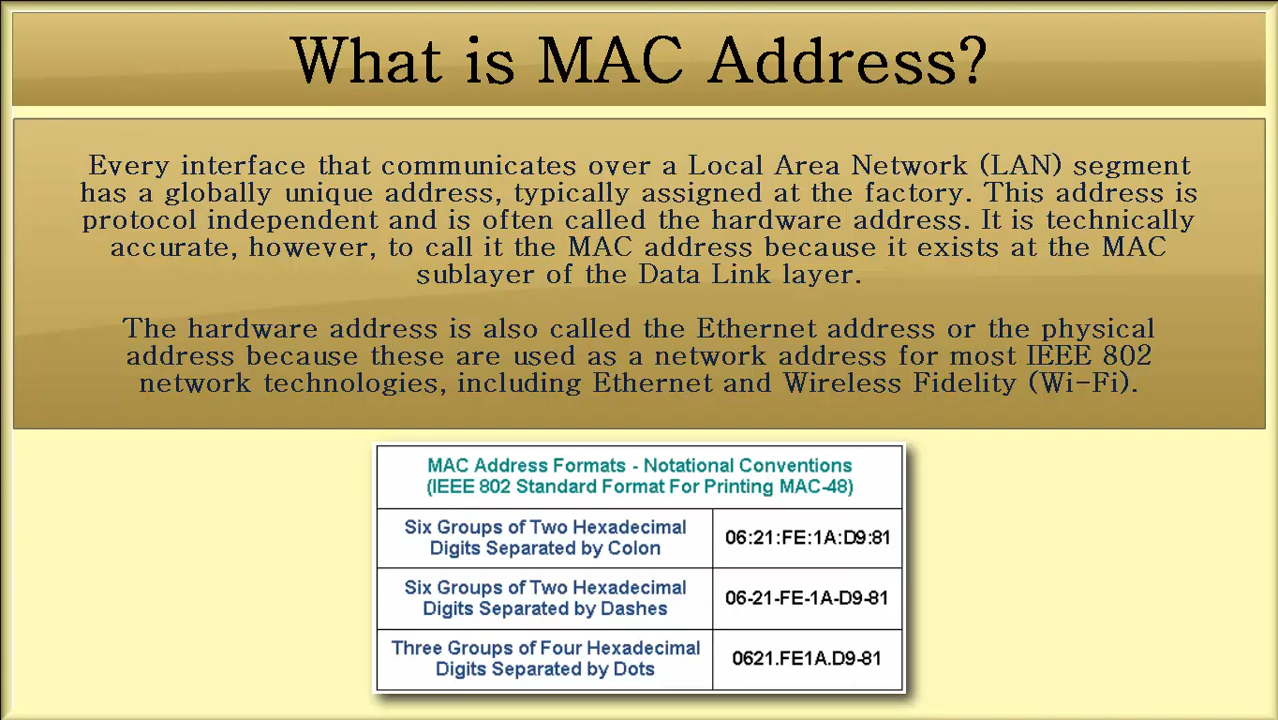 What is MAC Address?
Every interface that communicates over a Local Area Network (LAN) segment
has a globally unique address, typically assigned at the factory. This address is
protocol independent and is often called the hardware address. It is technically
accurate, however, to call it the MAC address because it exists at the MAC
sublayer of the Data Link layer.
The hardware address is also called the Ethernet address or the physical
address because these are used as a network address for most IEEE 802
network technologies, including Ethernet and Wireless Fidelity (Wi-Fi).
MAC Address Formats - Notational Conventions
(IEEE 802 Standard Format For Printing MAC-48)
Six Groups of Two Hexadecimal
Digits Separated by Colon
06:21:FE:1A:D9:81
Six Groups of Two Hexadecimal
Digits Separated by Dashes
06-21-FE-1A-D9-81
Three Groups of Four Hexadecimal
Digits Separated by Dots
0621.FE1A.D9-81